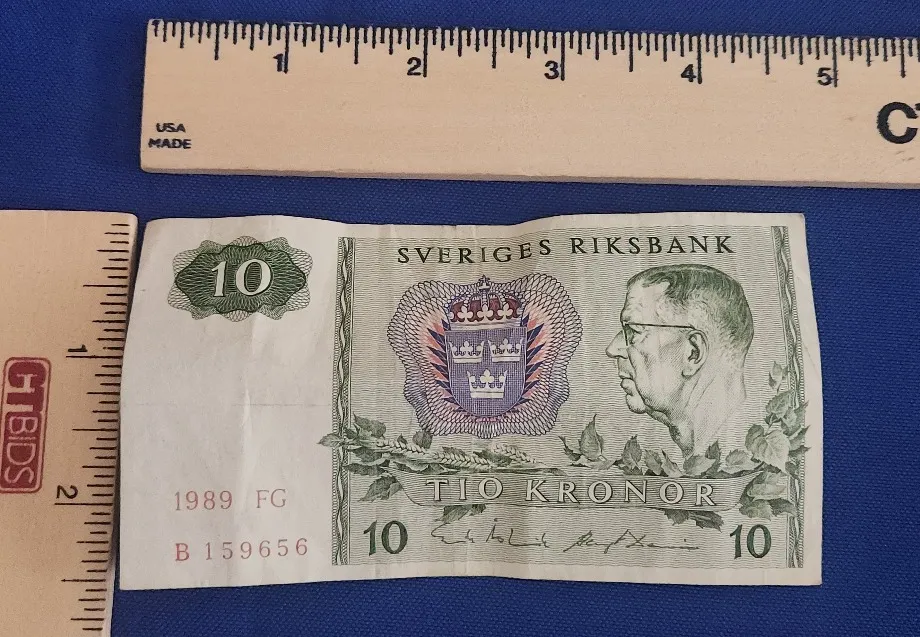 1 2 3 4 5
USA
MADE
CTBIDS
1
2
SVERIGES RIKSBANK
10
TIO KRONOR
1989 FG
B 159656
10
10